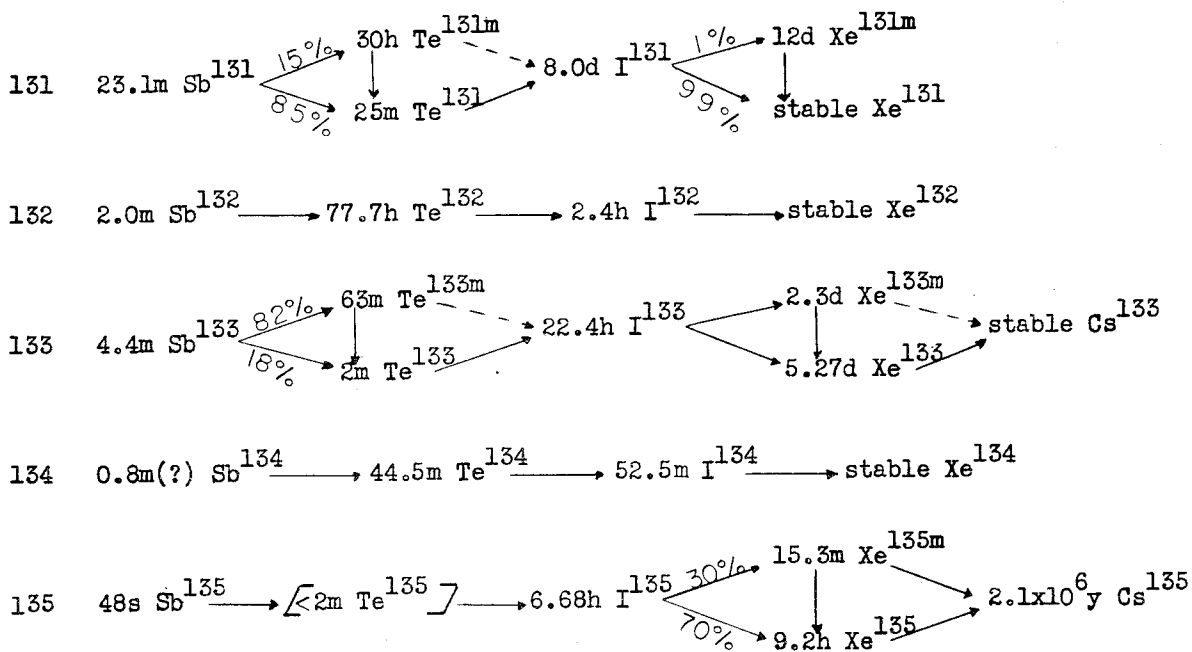 30h Te131m 12d Xe131m
15% 1%
131 23.1m Sb131 8.0d I131
85% 99%
25m Te131 stable Xe131
132 2.0m Sb132 77.7h Te132 2.4h I132 stable Xe132
63m Te133m 2.3d Xe133m
82%
133 4.4m Sb133 22.4h I133 stable Cs133
18%
2m Te133 5.27d Xe133
134 0.8m(?) Sb134 44.5m Te134 52.5m I134 stable Xe134
15.3m Xe135m
30%
135 48s Sb135 [<2m Te135] 6.68h I135 2.1x106y Cs135
70%
9.2h Xe135